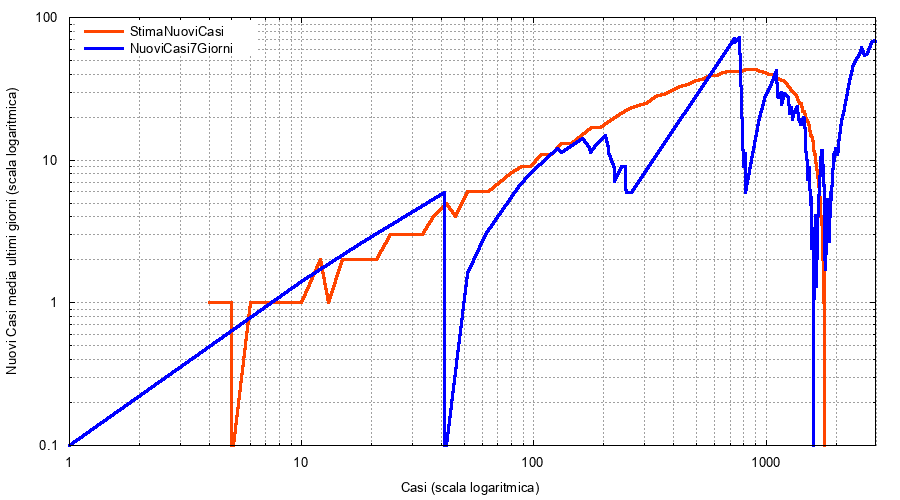 100
StimaNuoviCasi
NuoviCasi7Giorni
10
1
0.1
Nuovi Casi media ultimi giorni (scala logaritmica)
1
10
100
1000
Casi (scala logaritmica)